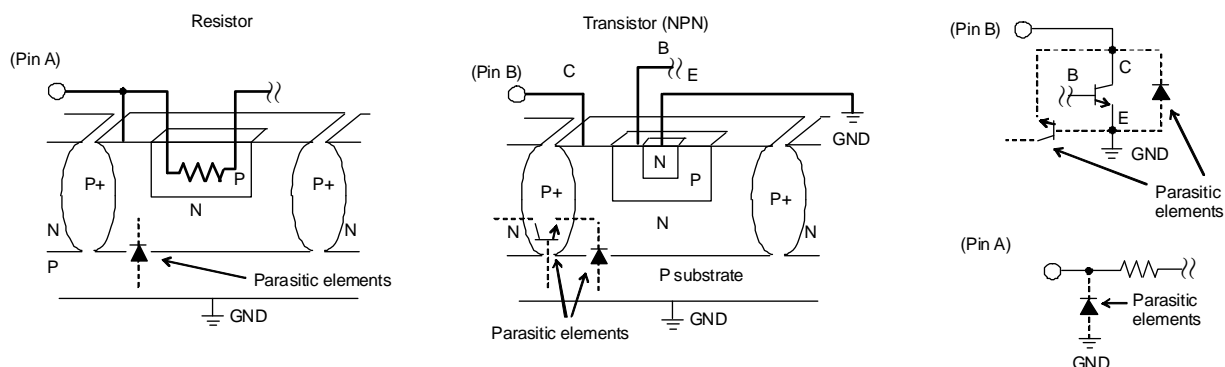 Resistor
(Pin A)
P+
P
P+
N
N
N
P
Parasitic elements
GND
Transistor (NPN)
(Pin B)
C
B
E
GND
P+
N
P
P+
N
N
N
P substrate
Parasitic elements
GND
(Pin B)
C
B
E
GND
Parasitic
elements
(Pin A)
Parasitic
elements
GND